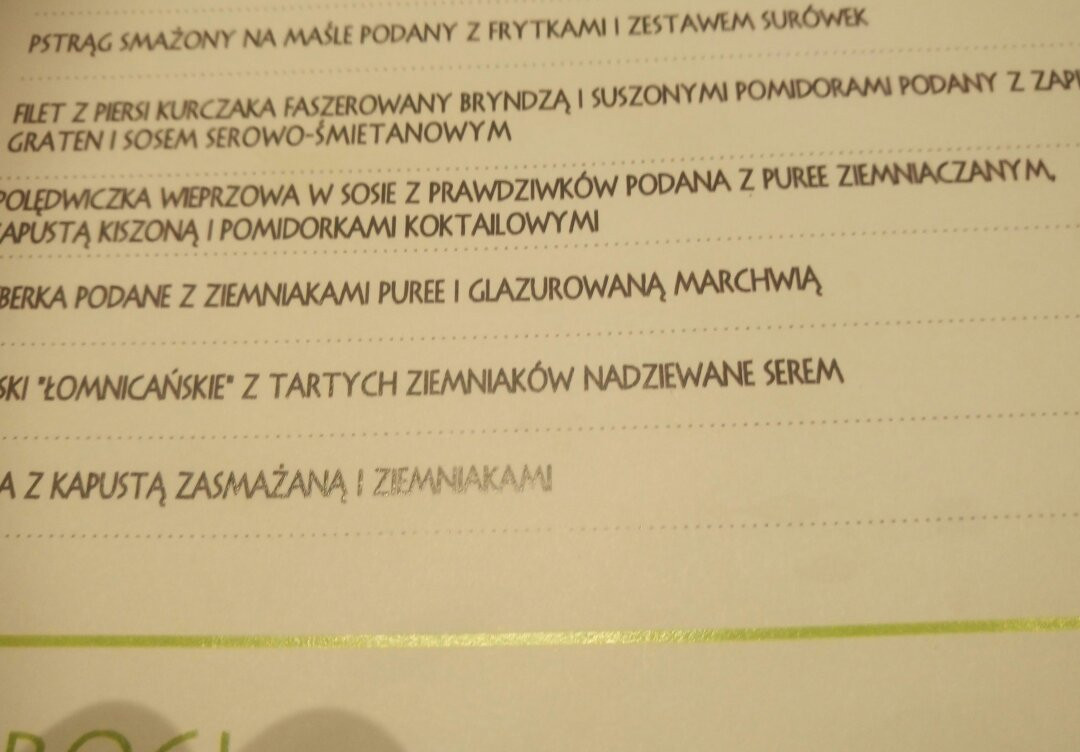 PSTRĄG SMAŻONY NA MAŚLE PODANY Z FRYTKAMI I ZESTAWEM SURÓWEK
FILET Z PIERSI KURCZAKA FASZEROWANY BRYNDZĄ I SUSZONYMI POMIDORAMI PODANY Z ZAPI
GRATEN I SOSEM SEROWO-ŚMIETANOWYM
POLĘDWICZKA WIEPRZOWA W SOSIE Z PRAWDZIWKÓW PODANA Z PUREE ZIEMNIACZANYM,
KAPUSTĄ KISZONĄ I POMIDORKAMI KOKTAILOWYMI
BERKA PODANE Z ZIEMNIAKAMI PUREE I GLAZUROWANĄ MARCHWIĄ
SKI "ŁOMNICAŃSKIE" Z TARTYCH ZIEMNIAKÓW NADZIEWANE SEREM
A Z KAPUSTĄ ZASMAŻANĄ I ZIEMNIAKAMI